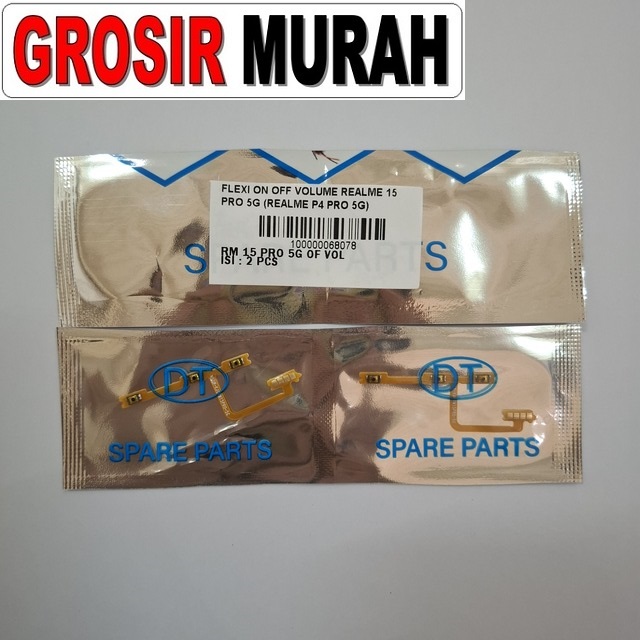 GROSIR MURAH
FLEXI ON OFF VOLUME REALME 15
PRO 5G (REALME P4 PRO 5G)
100000068078
RM 15 PRO 5G OF VOL
ISI : 2 PCS
SPARE PARTS
DT
SPARE PARTS
DT
SPARE PARTS